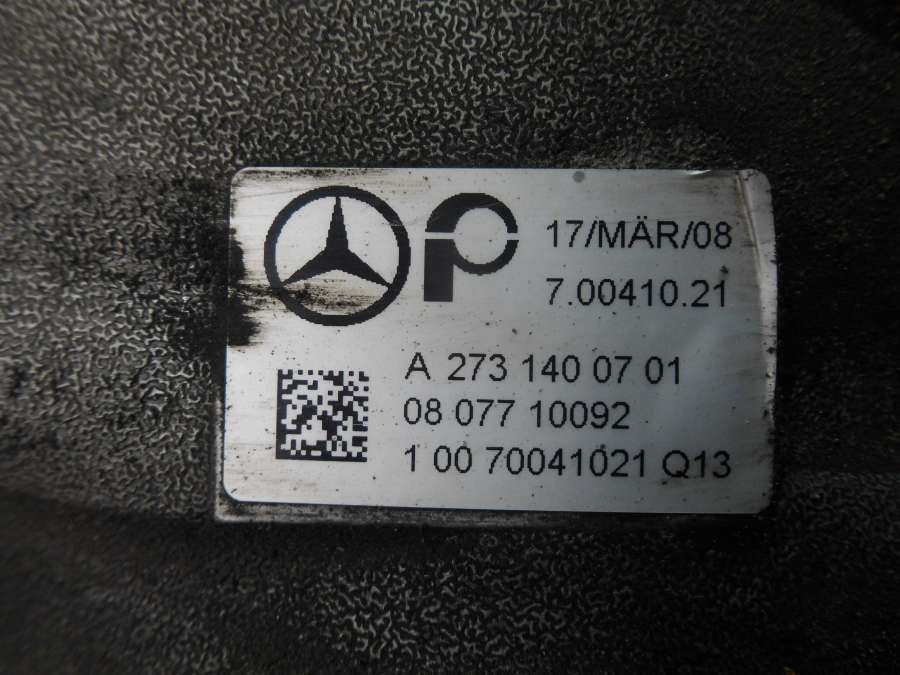 17/MÄR/08
7.00410.21
A 273 140 07 01
08 077 10092
1 00 70041021 Q13